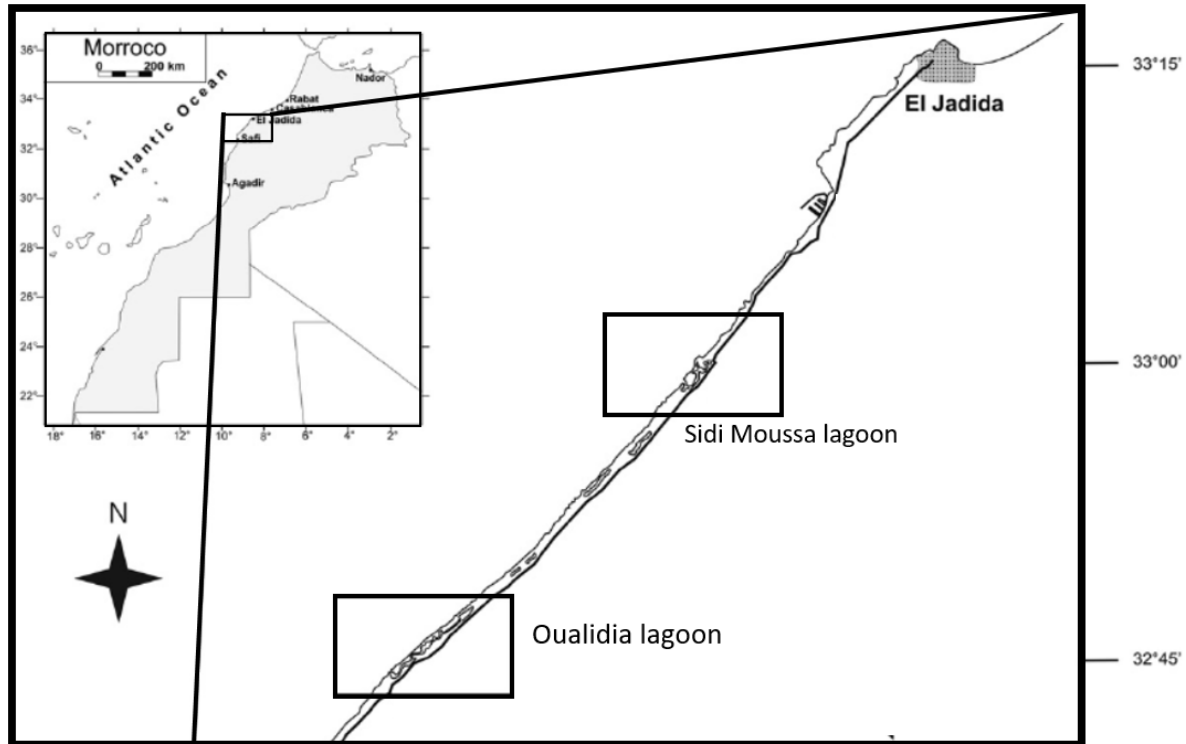 Morroco
0 200 km
Atlantic Ocean
Nador
Rabat
Casablanca
El Jadida
Safi
Agadir
36°
34°
32°
30°
28°
26°
24°
22°
18° 16° 14° 12° 10° 8° 6° 4° 2°
El Jadida
33°15'
33°00'
Sidi Moussa lagoon
N
Oualidia lagoon
32°45'